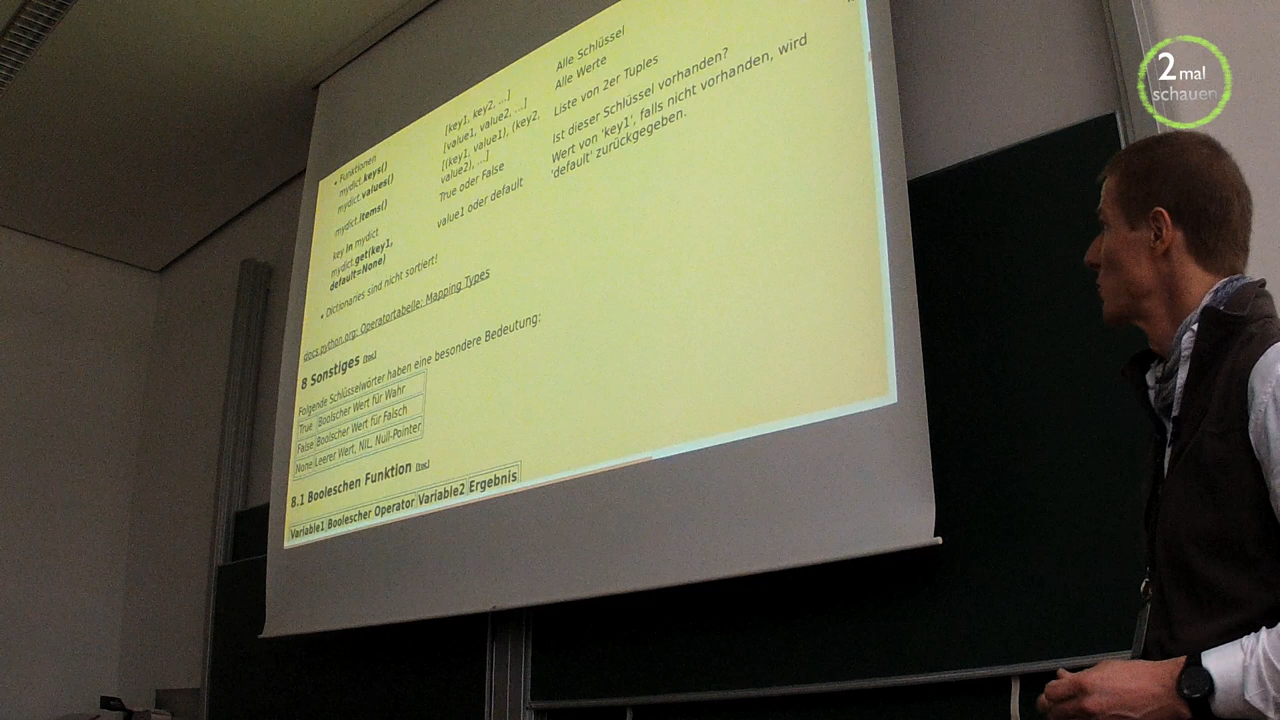 2 mal
schauen
• Funktionen
mydict.keys() [key1, key2, ...] Alle Schlüssel
mydict.values() [value1, value2, ...] Alle Werte
mydict.items() [(key1, value1), (key2, value2), ...] Liste von 2er Tuples
key in mydict True oder False Ist dieser Schlüssel vorhanden?
mydict.get(key1, default=None) value1 oder default Wert von 'key1', falls nicht vorhanden, wird 'default' zurückgegeben.
• Dictionaries sind nicht sortiert!
docs.python.org: Operatortabelle: Mapping Types
8 Sonstiges [toc]
Folgende Schlüsselwörter haben eine besondere Bedeutung:
True Boolscher Wert für Wahr
False Boolscher Wert für Falsch
None Leerer Wert, NIL, Null-Pointer
8.1 Booleschen Funktion [toc]
Variable1 Boolescher Operator Variable2 Ergebnis